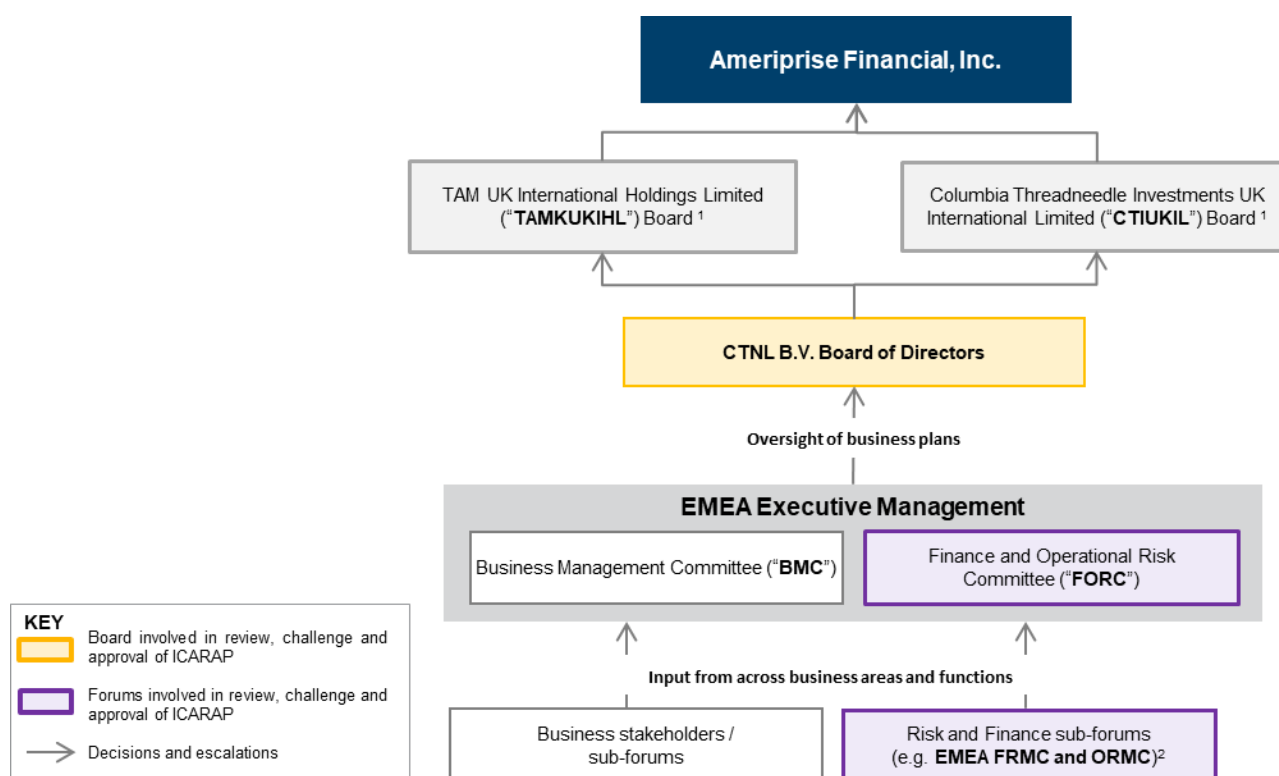 Ameriprise Financial, Inc.
TAM UK International Holdings Limited
("TAMKUKIHL") Board ¹
Columbia Threadneedle Investments UK
International Limited ("CTIUKIL") Board ¹
CTNL B.V. Board of Directors
Oversight of business plans
EMEA Executive Management
Business Management Committee ("BMC")
Finance and Operational Risk
Committee ("FORC")
Input from across business areas and functions
Business stakeholders /
sub-forums
Risk and Finance sub-forums
(e.g. EMEA FRMC and ORMC)²
KEY
Board involved in review, challenge and
approval of ICARAP
Forums involved in review, challenge and
approval of ICARAP
Decisions and escalations